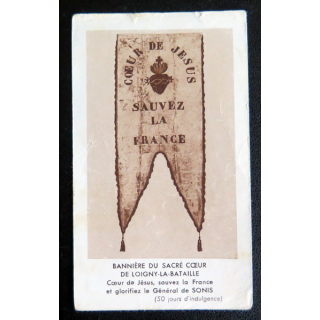 CŒUR DE JESUS
SAUVEZ
LA
FRANCE
BANNIÈRE DU SACRÉ CŒUR
DE LOIGNY-LA-BATAILLE
Cœur de Jésus, sauvez la France
et glorifiez le Général de SONIS
(50 jours d'indulgence)